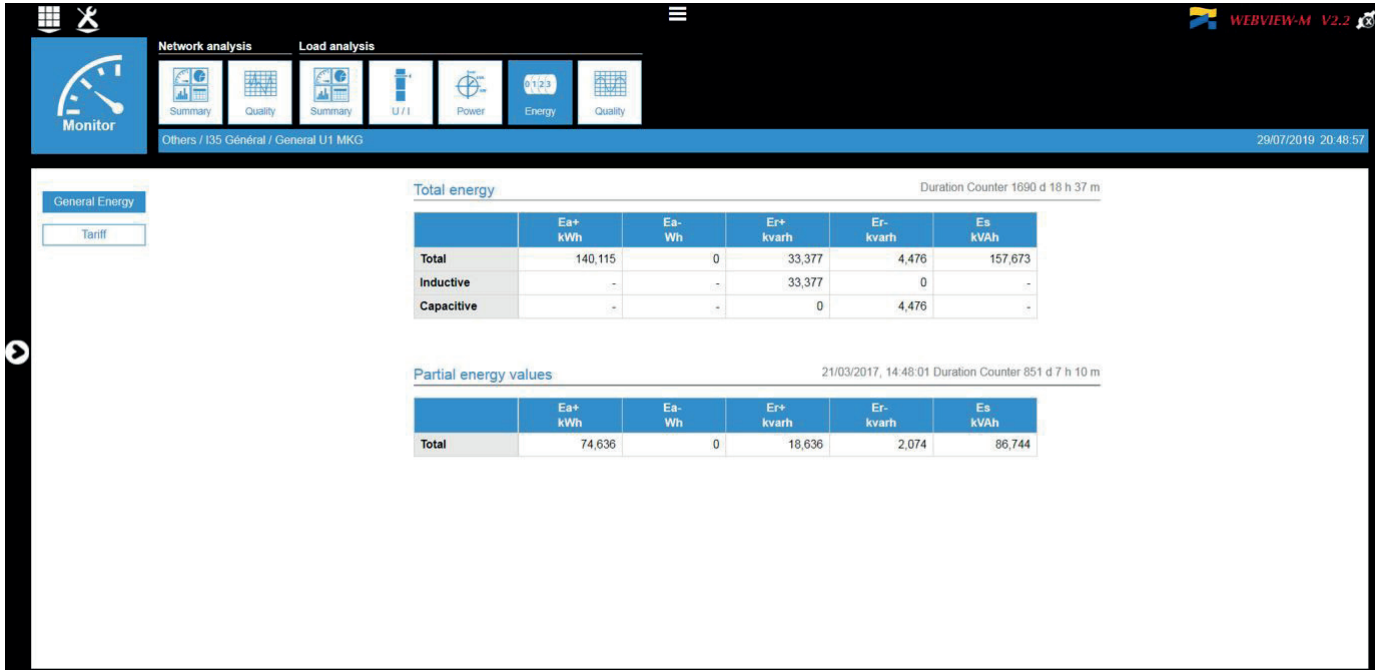 WEBVIEW-M V2.2
Network analysis Load analysis
Monitor
Summary Quality Summary U / I Power 0 1 2 3 Energy Quality
Others / I35 Général / General U1 MKG 29/07/2019 20:48:57
General Energy
Tariff
Total energy Duration Counter 1690 d 18 h 37 m
Ea+ Ea- Er+ Er- Es
kWh Wh kvarh kvarh kVAh
Total 140,115 0 33,377 4,476 157,673
Inductive - - 33,377 0 -
Capacitive - - 0 4,476 -
Partial energy values 21/03/2017, 14:48:01 Duration Counter 851 d 7 h 10 m
Ea+ Ea- Er+ Er- Es
kWh Wh kvarh kvarh kVAh
Total 74,636 0 18,636 2,074 86,744